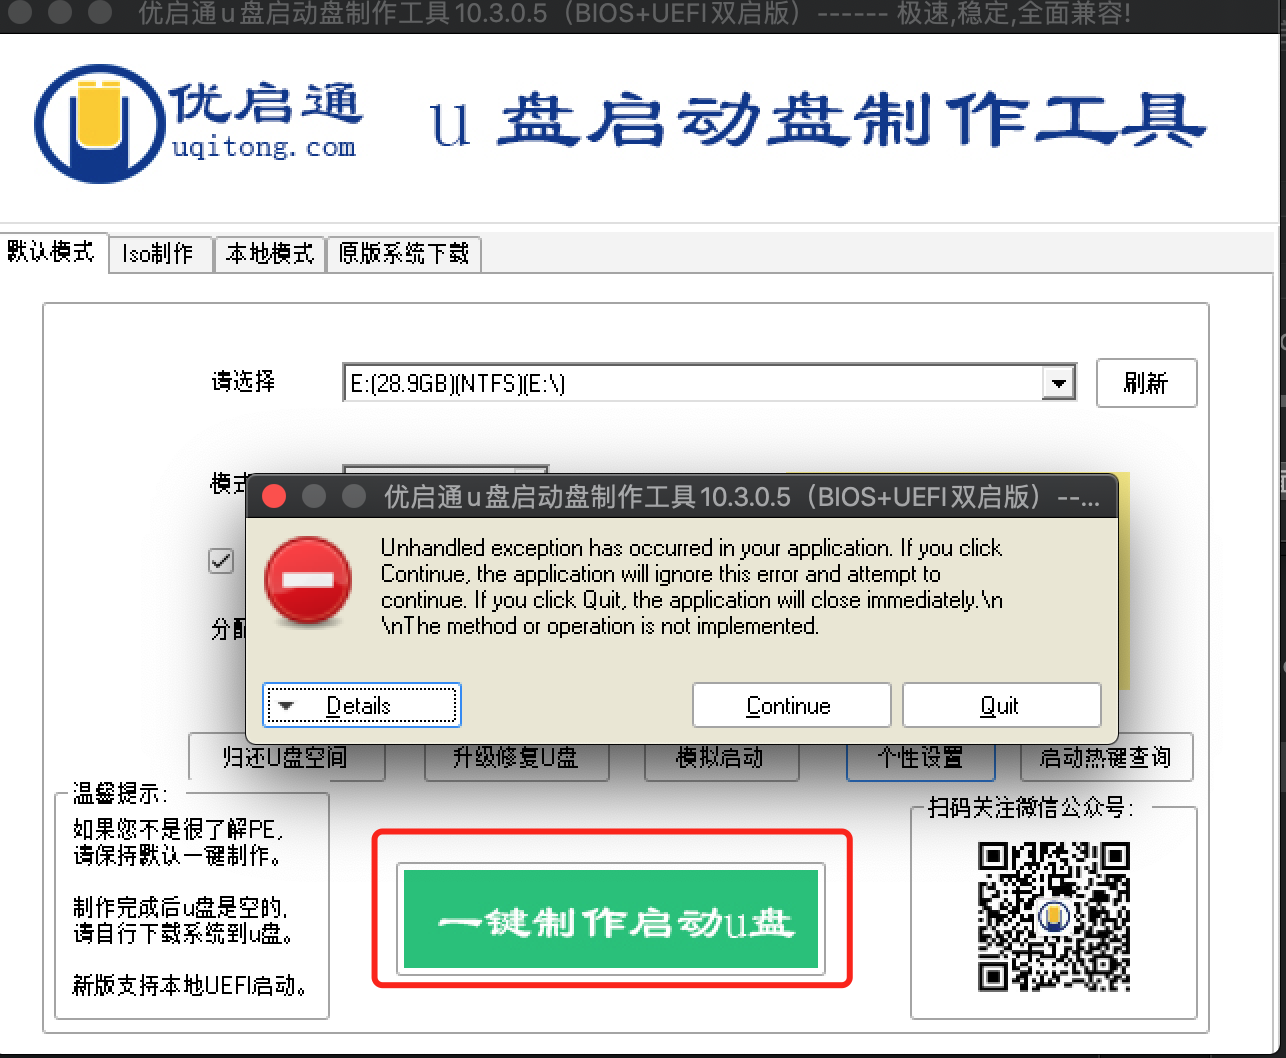 优启通u盘启动盘制作工具10.3.0.5（BIOS+UEFI双启版）------ 极速,稳定,全面兼容!
优启通
uqitong.com
u 盘启动盘制作工具
默认模式
Iso制作
本地模式
原版系统下载
请选择
E:(28.9GB)(NTFS)(E:\)
刷新
模式
优启通u盘启动盘制作工具10.3.0.5（BIOS+UEFI双启版）--...
Unhandled exception has occurred in your application. If you click
Continue, the application will ignore this error and attempt to
continue. If you click Quit, the application will close immediately.\n
\nThe method or operation is not implemented.
分配
Details
Continue
Quit
归还U盘空间
升级修复U盘
模拟启动
个性设置
启动热键查询
温馨提示:
如果您不是很了解PE,
请保持默认一键制作。
制作完成后u盘是空的,
请自行下载系统到u盘。
新版支持本地UEFI启动。
一键制作启动u盘
扫码关注微信公众号: